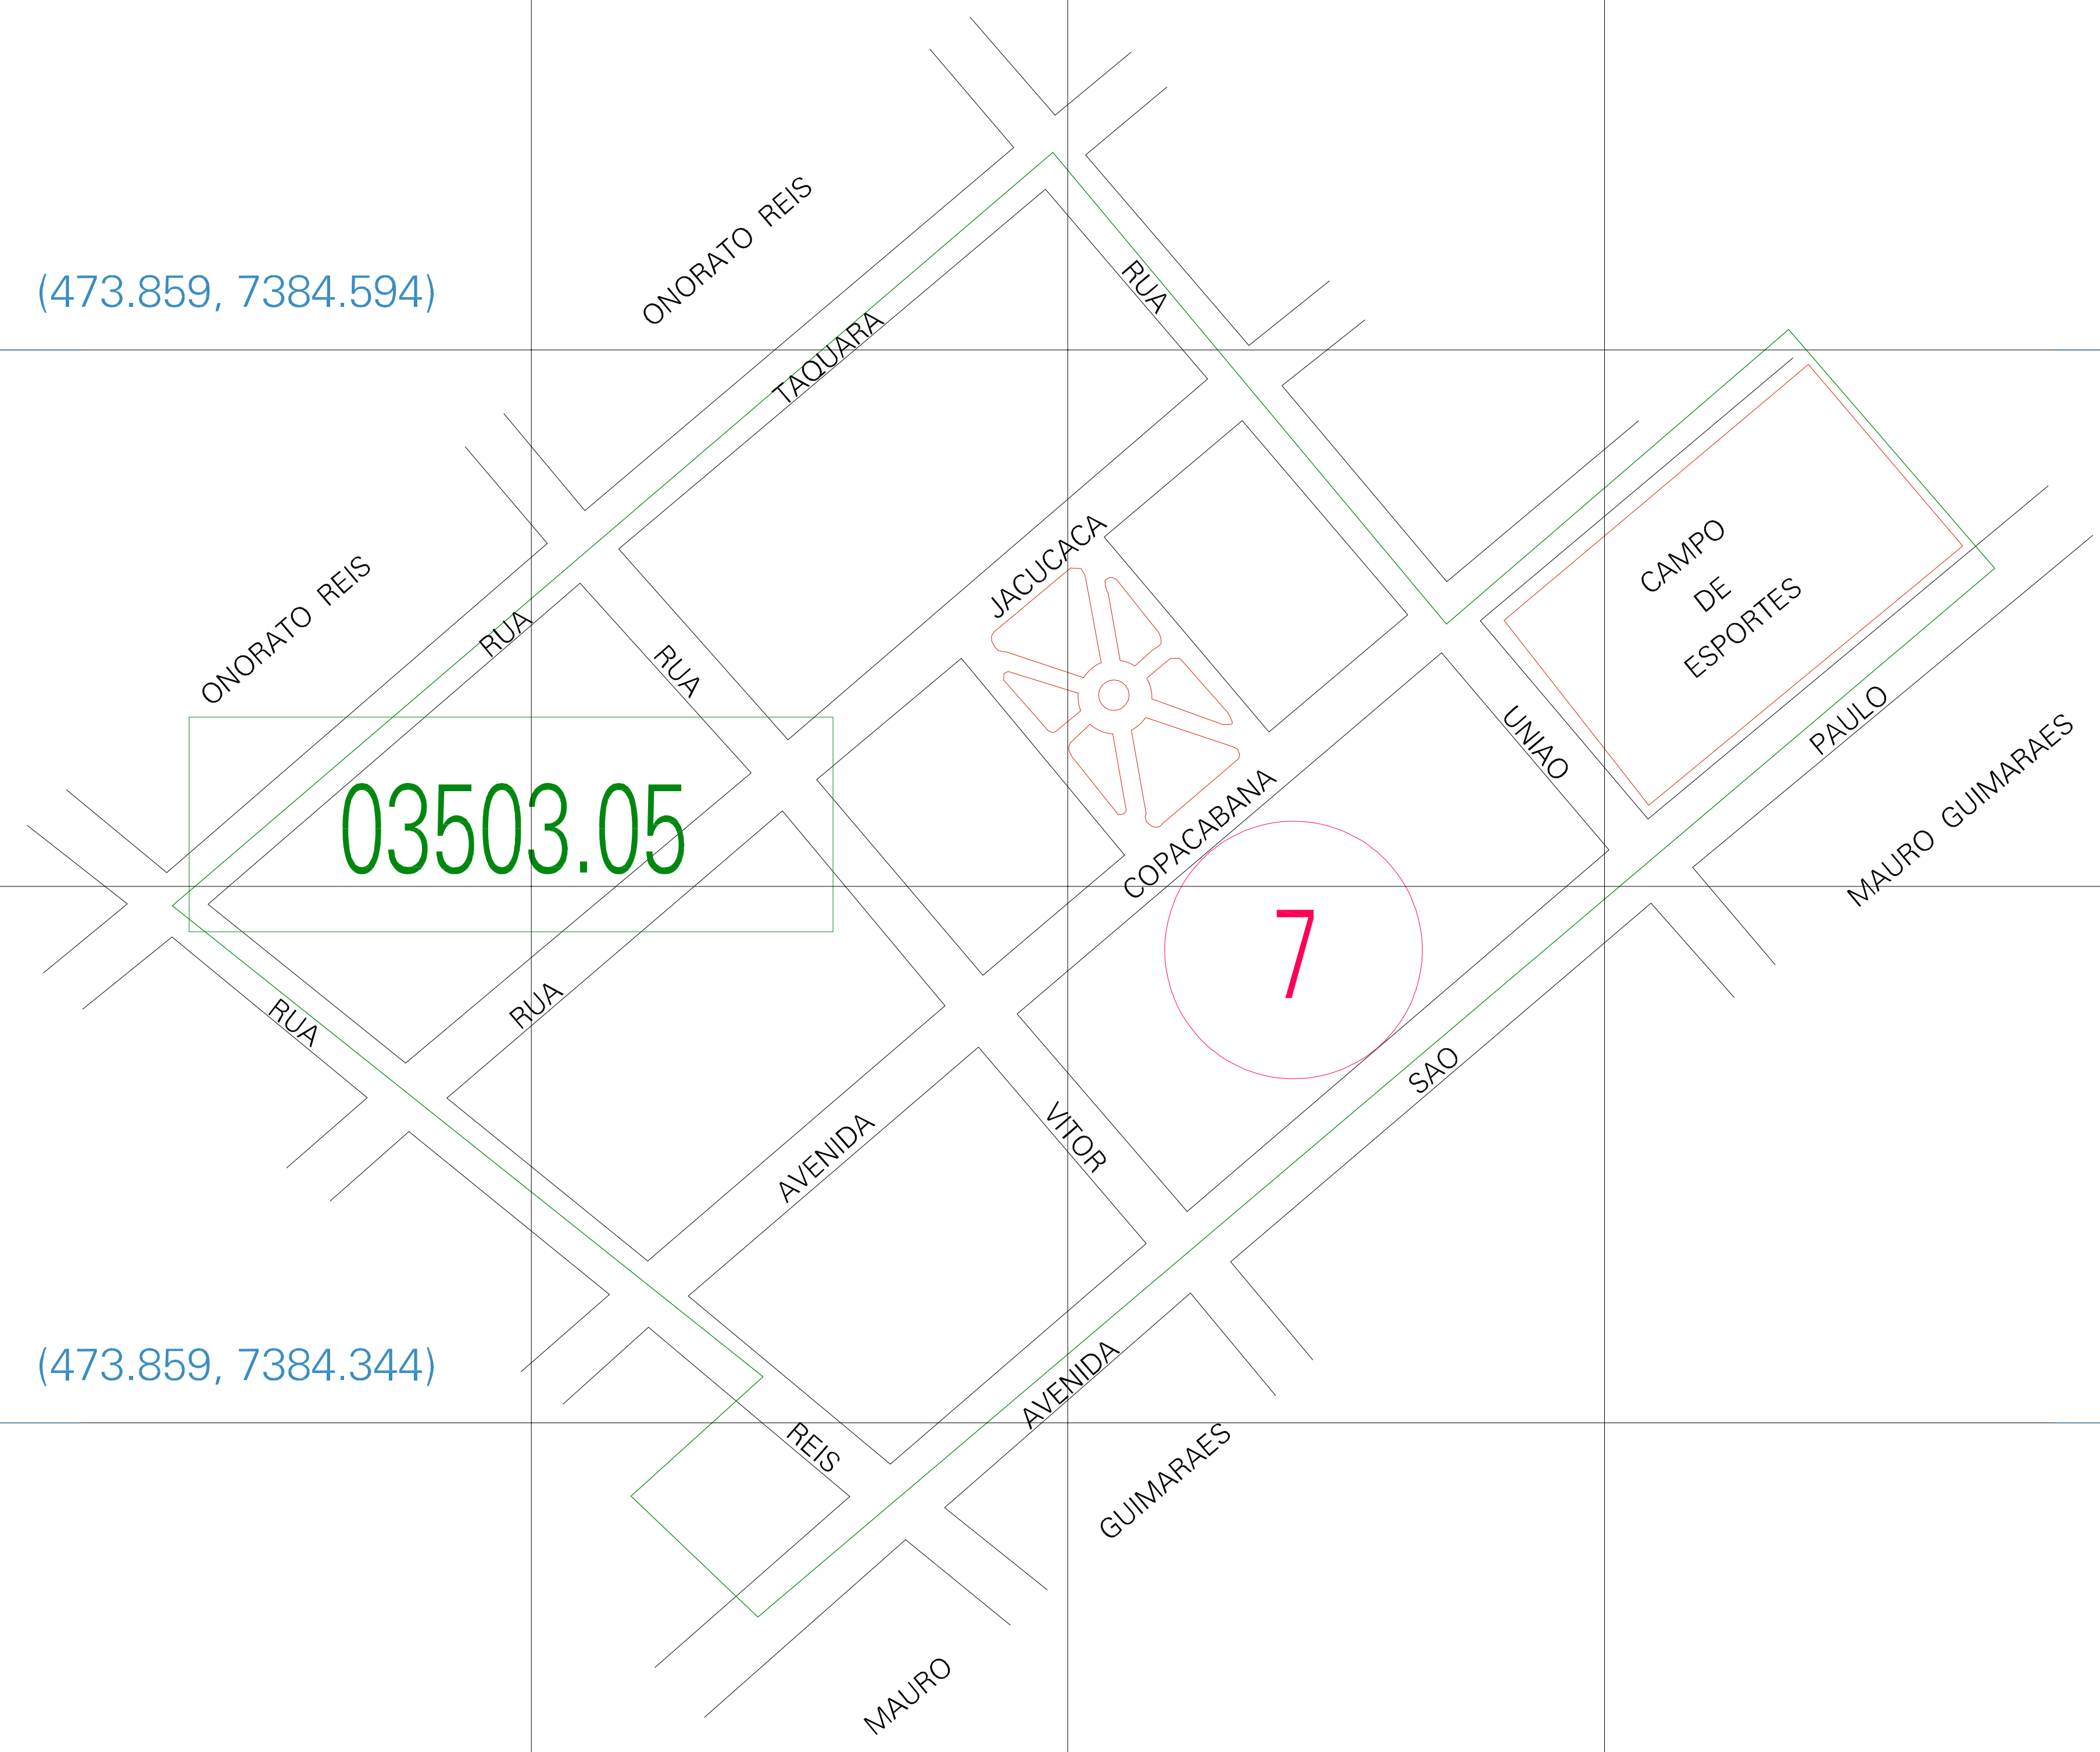 ONORATO REIS
RUA
(473.859, 7384.594)
TAQUARA
ONORATO REIS
RUA
RUA
JACUCACA
CAMPO
DE
ESPORTES
UNIAO
PAULO
MAURO GUIMARAES
03503.05
COPACABANA
7
RUA
RUA
SAO
AVENIDA
VITOR
(473.859, 7384.344)
AVENIDA
REIS
GUIMARAES
MAURO